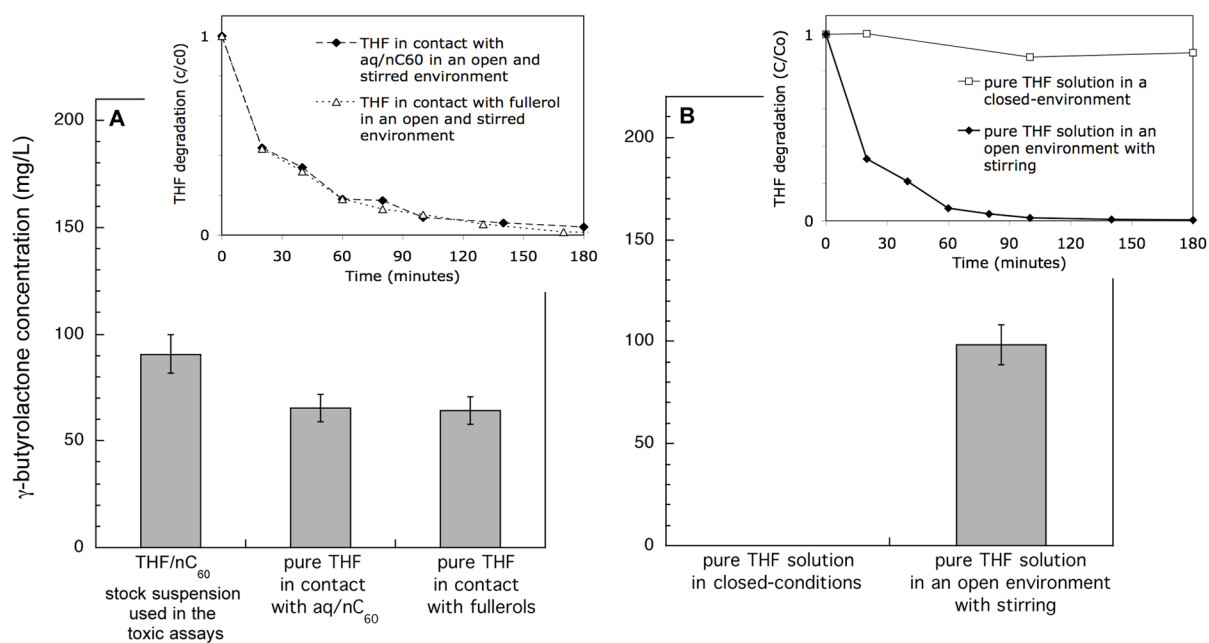 γ-butyrolactone concentration (mg/L)
A
200
150
100
50
0
THF/nC60
stock suspension
used in the
toxic assays
pure THF
in contact
with aq/nC60
pure THF
in contact
with fullerols
THF degradation (c/c0)
1
0
0 30 60 90 120 150 180
Time (minutes)
THF in contact with
aq/nC60 in an open and
stirred environment
THF in contact with fullerol
in an open and stirred
environment
B
200
150
100
50
0
pure THF solution
in closed-conditions
pure THF solution
in an open environment
with stirring
THF degradation (C/Co)
1
0
0 30 60 90 120 150 180
Time (minutes)
pure THF solution in a
closed-environment
pure THF solution in an
open environment with
stirring